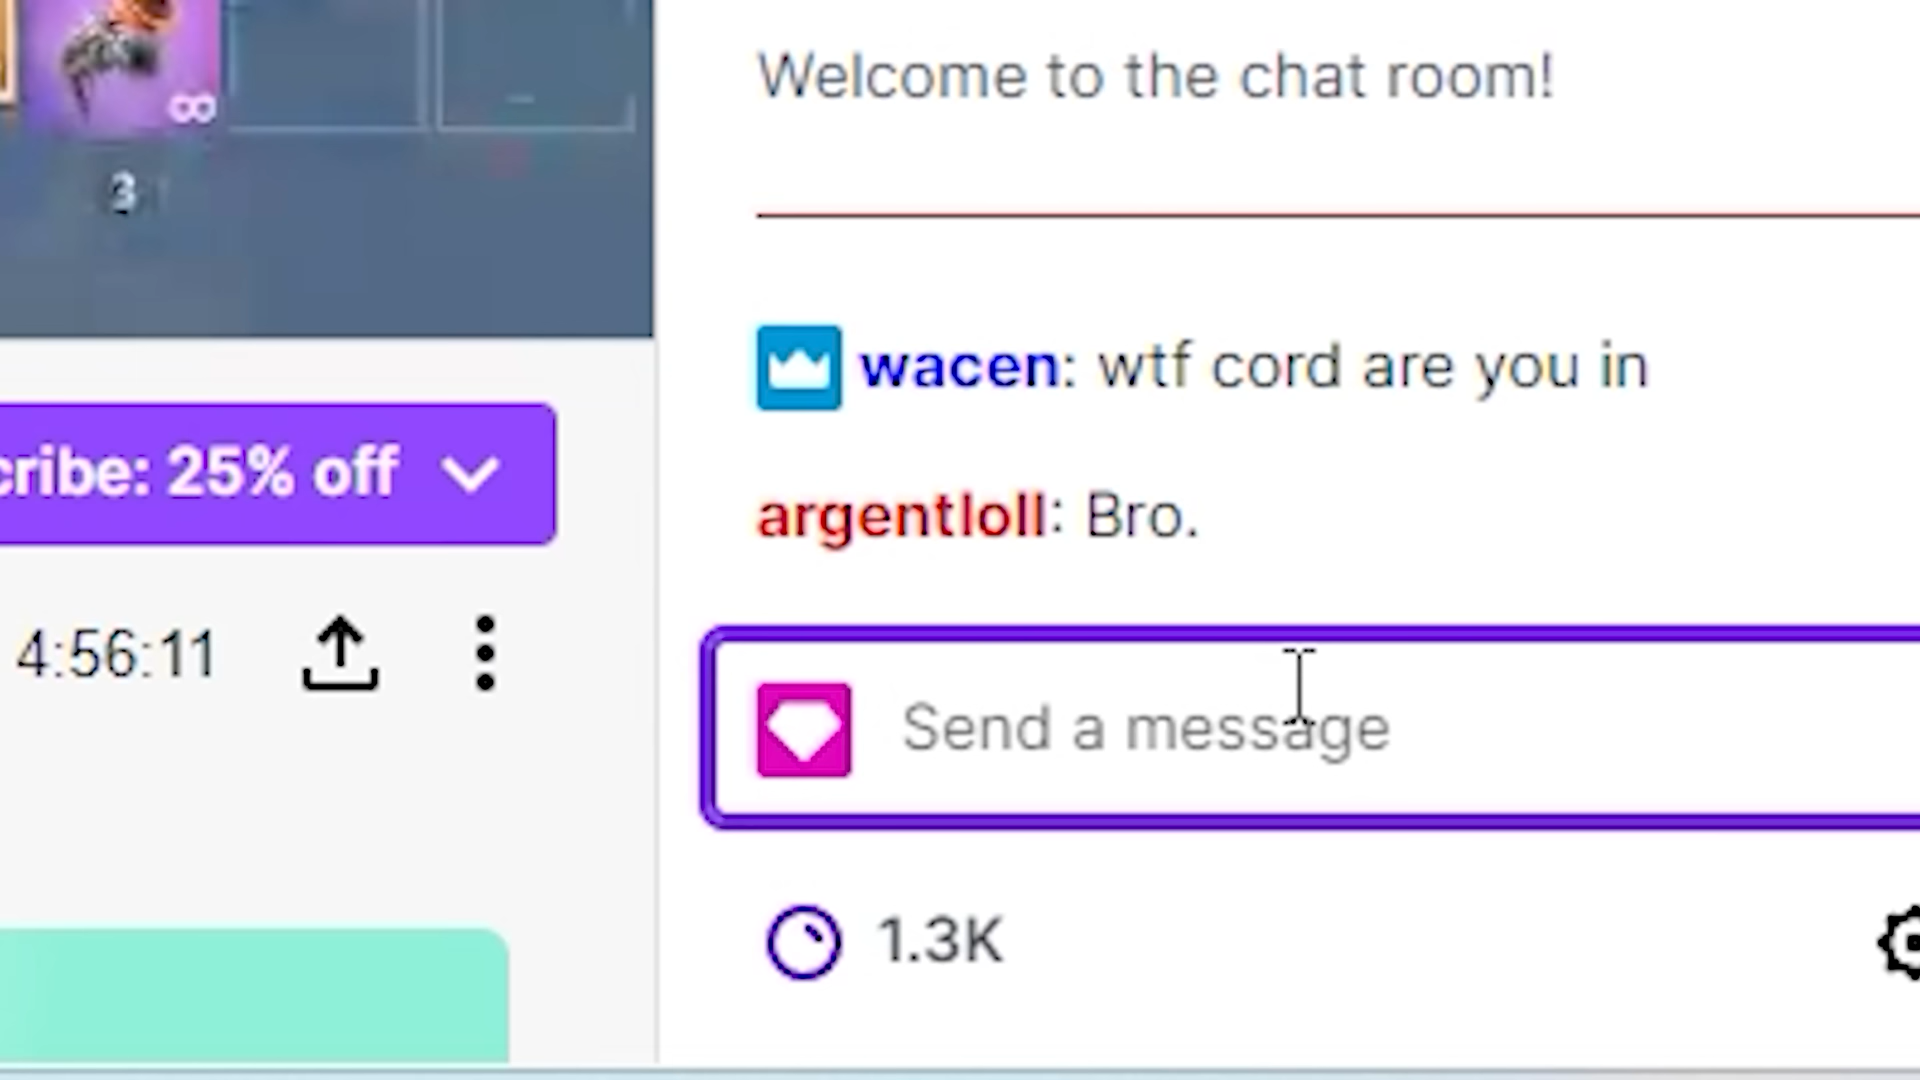 ∞
3
Welcome to the chat room!
wacen: wtf cord are you in
cribe: 25% off
argentloll: Bro.
4:56:11
Send a message
1.3K